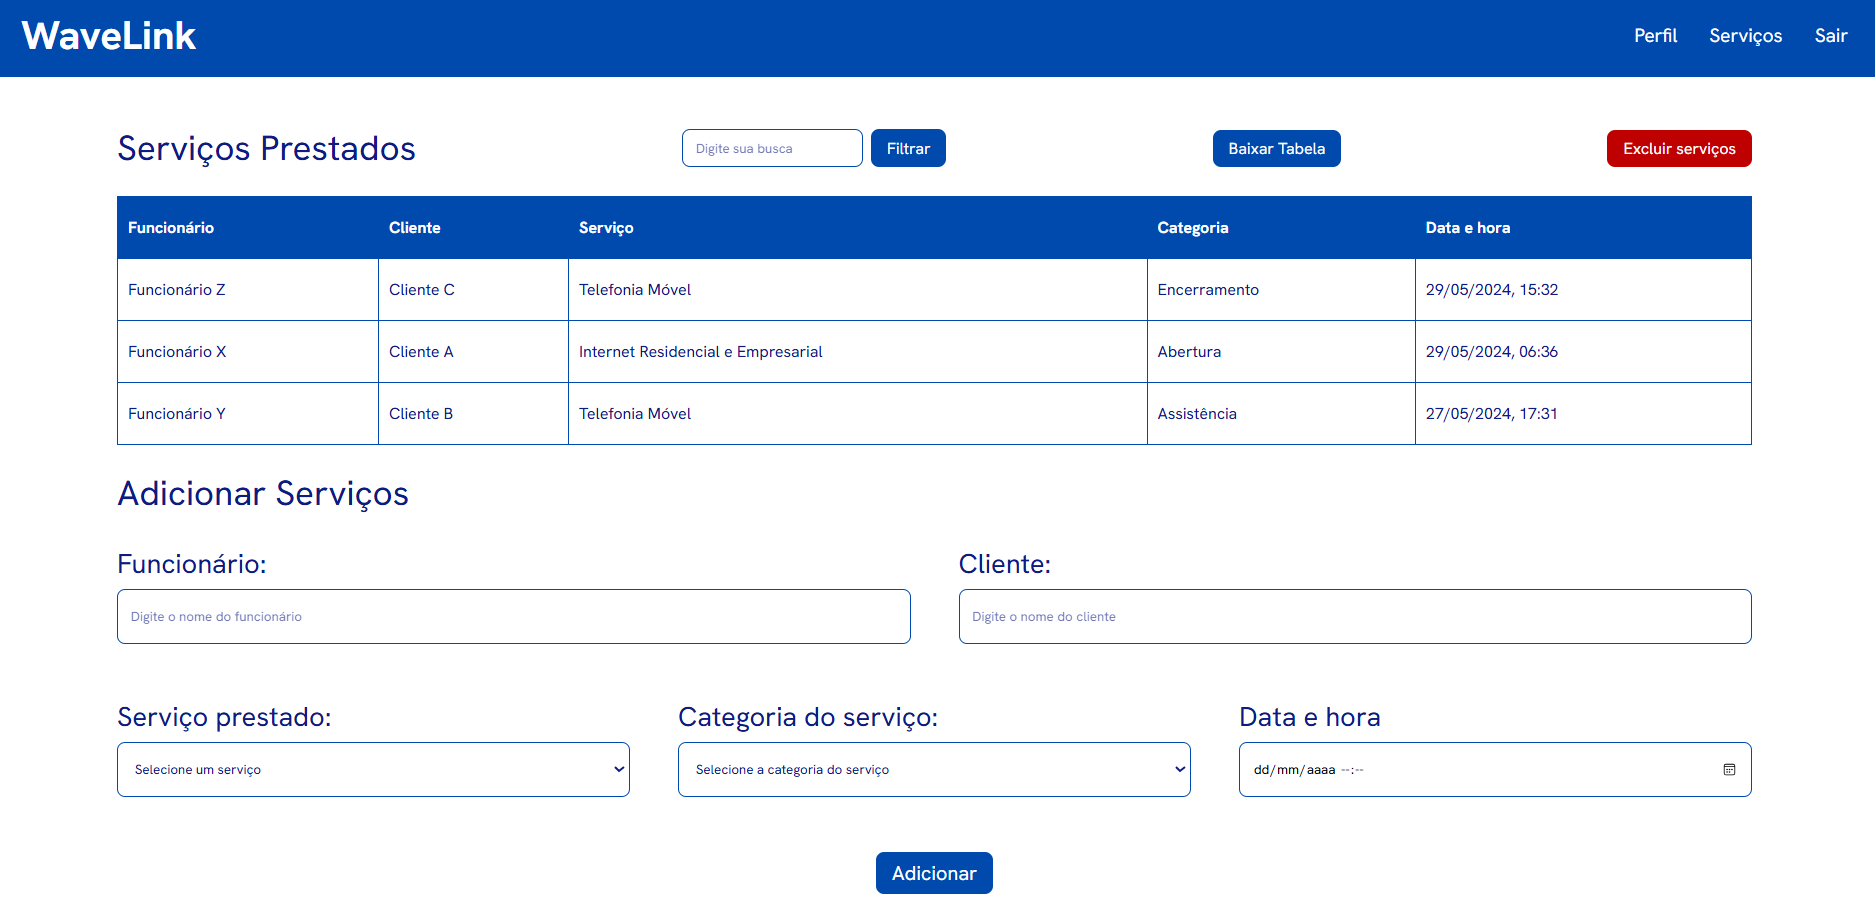 WaveLink
Perfil Serviços Sair
Serviços Prestados
Digite sua busca Filtrar Baixar Tabela Excluir serviços
Funcionário Cliente Serviço Categoria Data e hora
Funcionário Z Cliente C Telefonia Móvel Encerramento 29/05/2024, 15:32
Funcionário X Cliente A Internet Residencial e Empresarial Abertura 29/05/2024, 06:36
Funcionário Y Cliente B Telefonia Móvel Assistência 27/05/2024, 17:31
Adicionar Serviços
Funcionário: Cliente:
Digite o nome do funcionário Digite o nome do cliente
Serviço prestado: Categoria do serviço: Data e hora
Selecione um serviço Selecione a categoria do serviço dd/mm/aaaa --:--
Adicionar